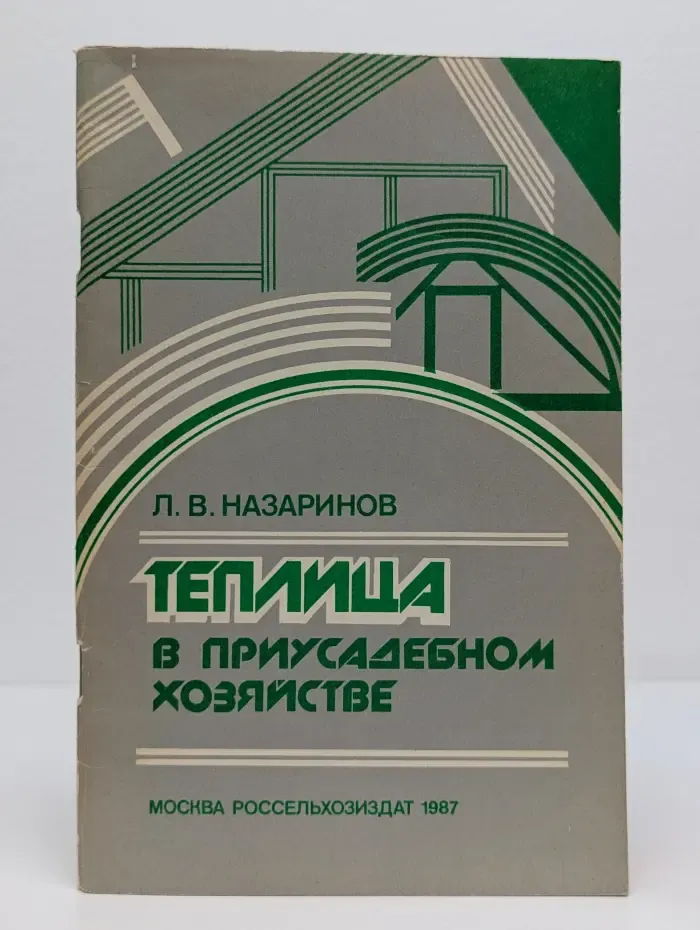 Л. В. НАЗАРИНОВ
ТЕПЛИЦА
В ПРИУСАДЕБНОМ
ХОЗЯЙСТВЕ
МОСКВА РОССЕЛЬХОЗИЗДАТ 1987